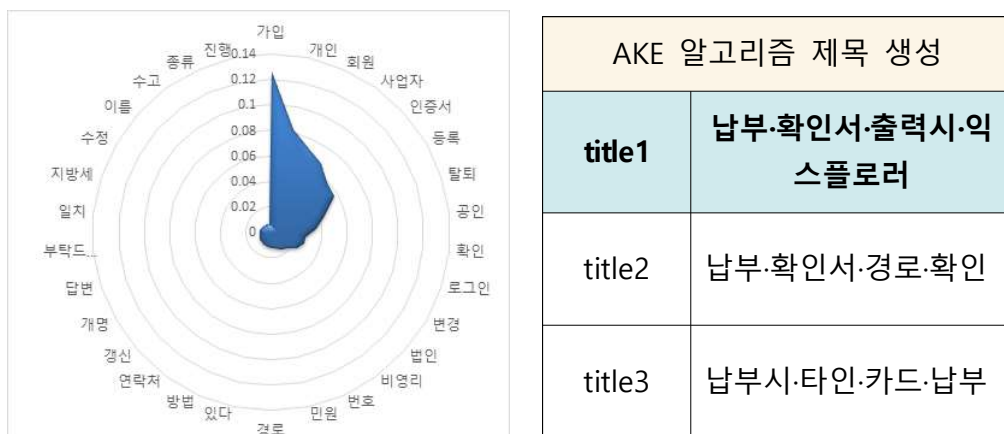 가입
개인
회원
사업자
인증서
등록
탈퇴
공인
확인
로그인
변경
법인
비영리
번호
민원
경로
있다
방법
연락처
갱신
개명
답변
부탁드...
일치
지방세
수정
이름
수고
종류
진행
0.14
0.12
0.1
0.08
0.06
0.04
0.02
0
AKE 알고리즘 제목 생성
title1
납부·확인서·출력시·익
스플로러
title2
납부·확인서·경로·확인
title3
납부시·타인·카드·납부